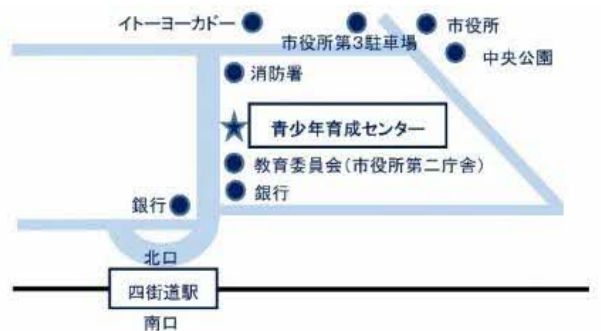 イトーヨーカドー
市役所第3駐車場
市役所
中央公園
消防署
青少年育成センター
教育委員会(市役所第二庁舎)
銀行
銀行
北口
四街道駅
南口